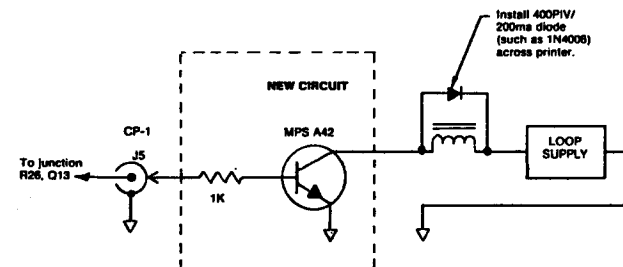 Install 400PIV/
200ma diode
(such as 1N4006)
across printer.
NEW CIRCUIT
CP-1
MPS A42
J5
To junction
R26, Q13
1K
LOOP
SUPPLY